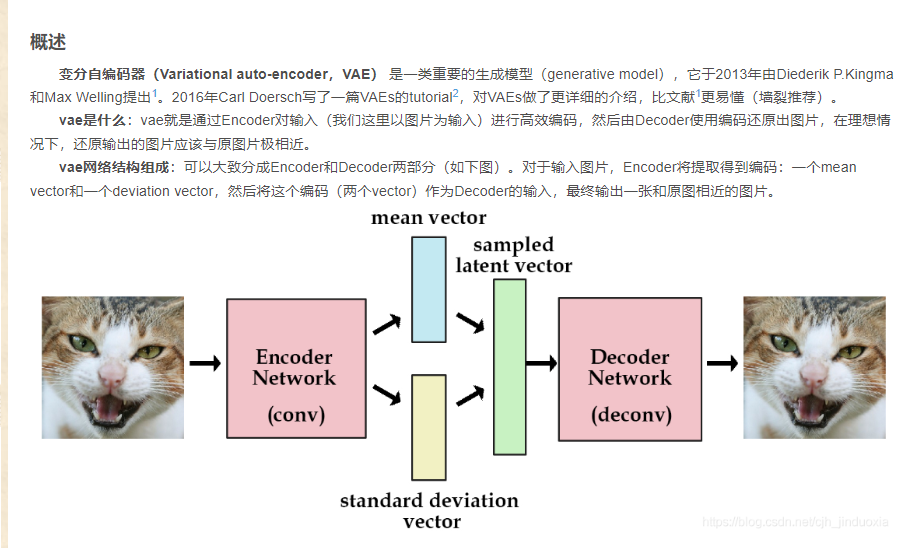 概述
变分自编码器（Variational auto-encoder，VAE） 是一类重要的生成模型（generative model），它于2013年由Diederik P.Kingma
和Max Welling提出1。2016年Carl Doersch写了一篇VAEs的tutorial2，对VAEs做了更详细的介绍，比文献1更易懂（墙裂推荐）。
vae是什么：vae就是通过Encoder对输入（我们这里以图片为输入）进行高效编码，然后由Decoder使用编码还原出图片，在理想情
况下，还原输出的图片应该与原图片极相近。
vae网络结构组成：可以大致分成Encoder和Decoder两部分（如下图）。对于输入图片，Encoder将提取得到编码：一个mean
vector和一个deviation vector，然后将这个编码（两个vector）作为Decoder的输入，最终输出一张和原图相近的图片。
mean vector
sampled
latent vector
Encoder
Network
(conv)
Decoder
Network
(deconv)
standard deviation
vector
https://blog.csdn.net/cjh_jinduoxia